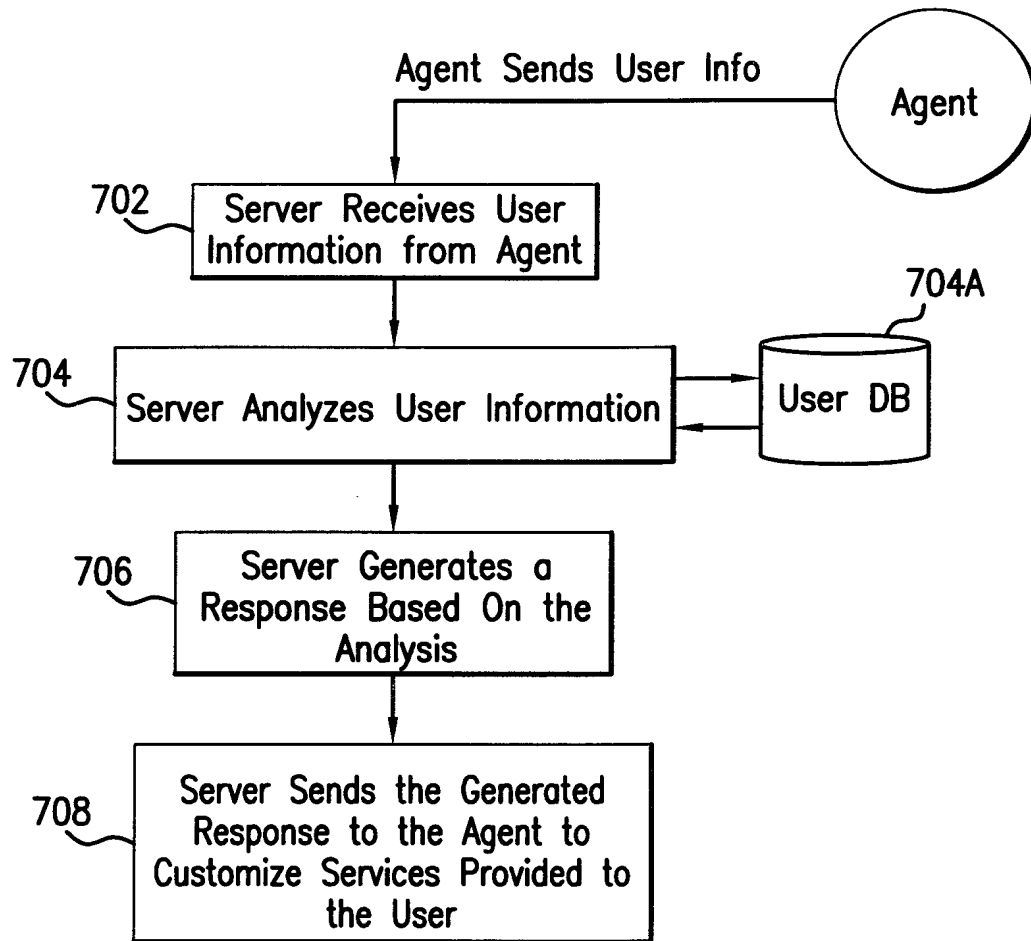 Agent Sends User Info
Agent
702
Server Receives User
Information from Agent
704A
704
Server Analyzes User Information
User DB
706
Server Generates a
Response Based On the
Analysis
708
Server Sends the Generated
Response to the Agent to
Customize Services Provided to
the User